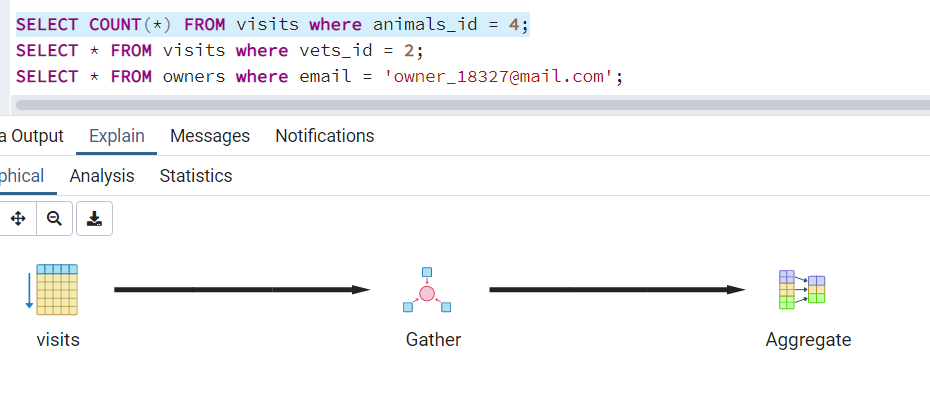 SELECT COUNT(*) FROM visits where animals_id = 4;
SELECT * FROM visits where vets_id = 2;
SELECT * FROM owners where email = 'owner_18327@mail.com';
a Output Explain Messages Notifications
phical Analysis Statistics
visits Gather Aggregate